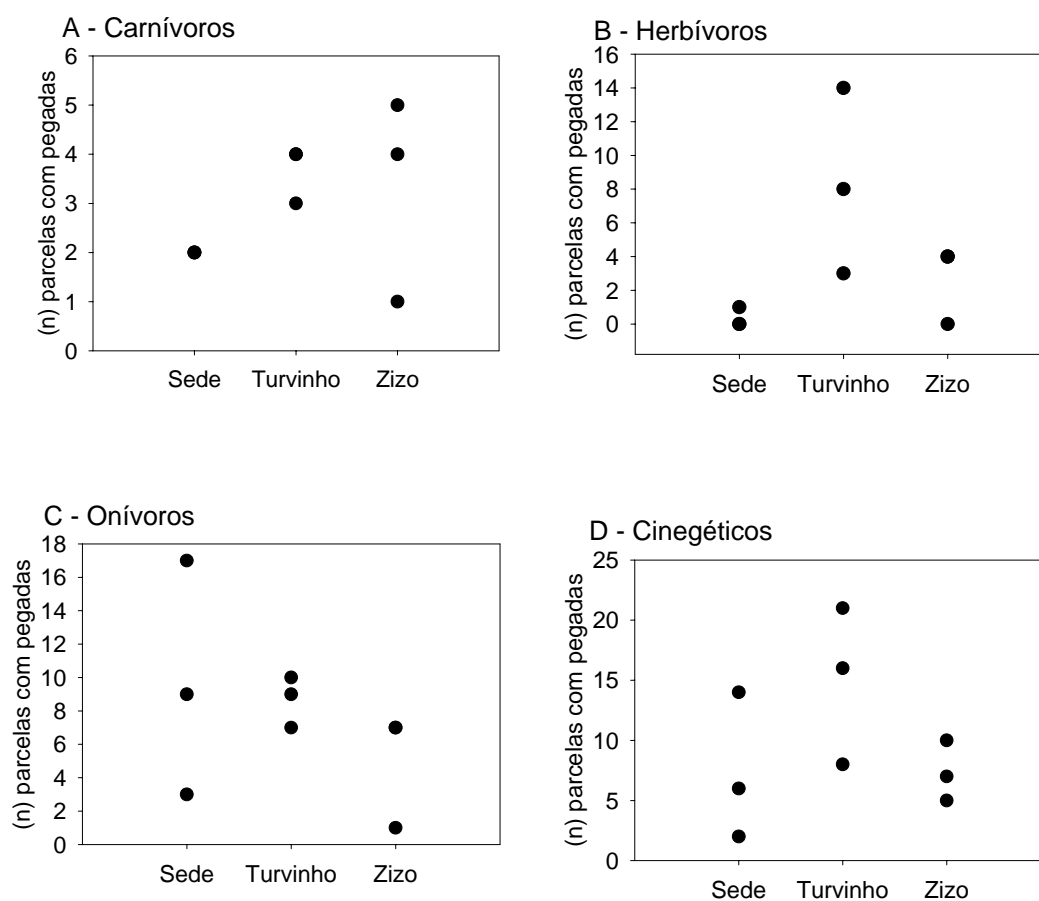 A - Carnívoros
(n) parcelas com pegadas
6
5
4
3
2
1
0
Sede Turvinho Zizo
B - Herbívoros
(n) parcelas com pegadas
16
14
12
10
8
6
4
2
0
Sede Turvinho Zizo
C - Onívoros
(n) parcelas com pegadas
18
16
14
12
10
8
6
4
2
0
Sede Turvinho Zizo
D - Cinegéticos
(n) parcelas com pegadas
25
20
15
10
5
0
Sede Turvinho Zizo